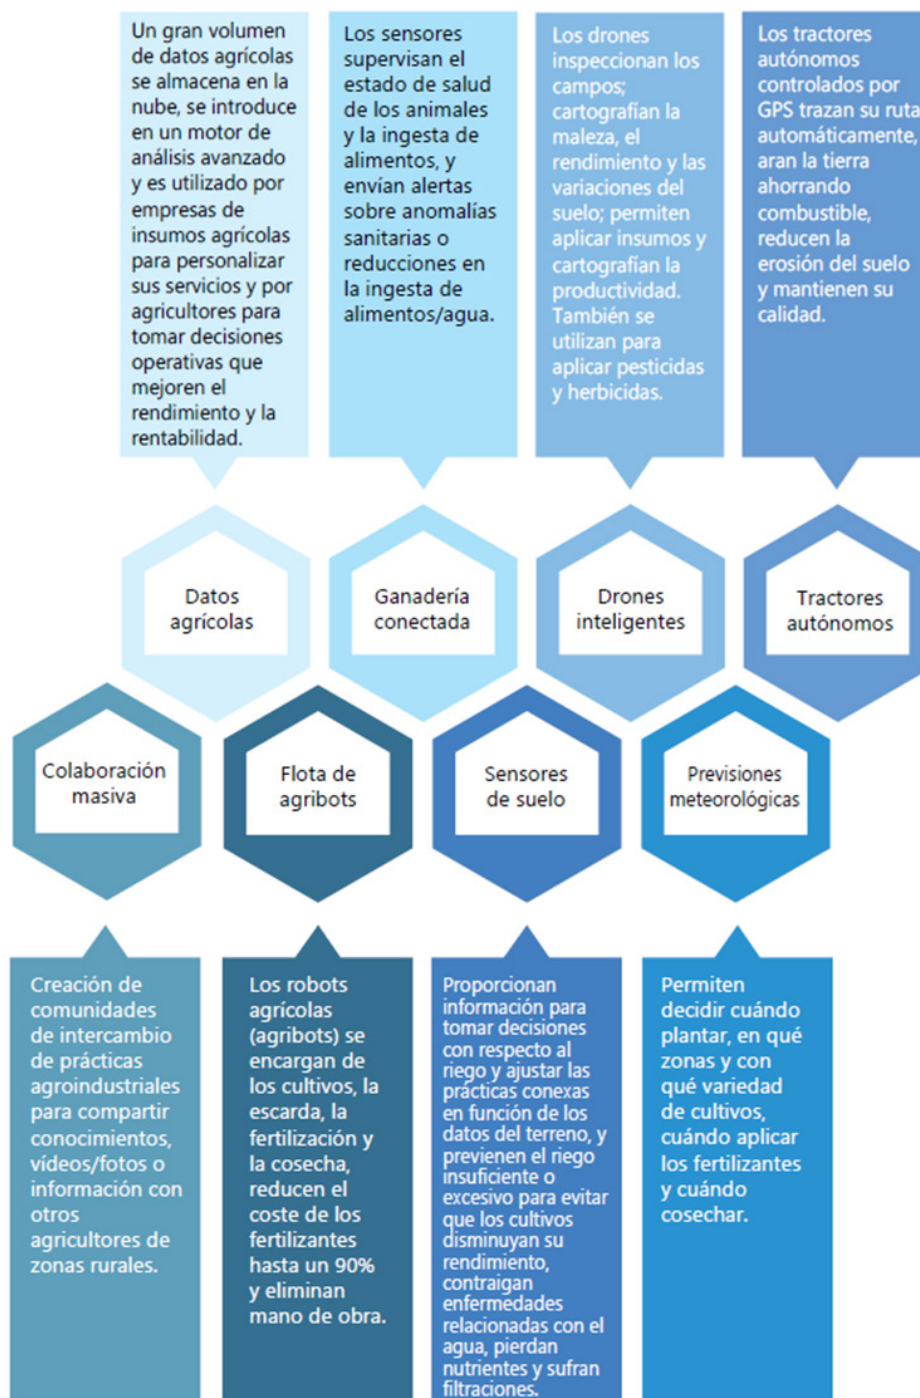 Un gran volumen
de datos agrícolas
se almacena en la
nube, se introduce
en un motor de
análisis avanzado
y es utilizado por
empresas de
insumos agrícolas
para personalizar
sus servicios y por
agricultores para
tomar decisiones
operativas que
mejoren el
rendimiento y la
rentabilidad.
Los sensores
supervisan el
estado de salud
de los animales
y la ingesta de
alimentos, y
envían alertas
sobre anomalías
sanitarias o
reducciones en
la ingesta de
alimentos/agua.
Los drones
inspeccionan los
campos;
cartografían la
maleza, el
rendimiento y las
variaciones del
suelo; permiten
aplicar insumos y
cartografían la
productividad.
También se
utilizan para
aplicar pesticidas
y herbicidas.
Los tractores
autónomos
controlados por
GPS trazan su ruta
automáticamente,
aran la tierra
ahorrando
combustible,
reducen la
erosión del suelo
y mantienen su
calidad.
Datos
agrícolas
Ganadería
conectada
Drones
inteligentes
Tractores
autónomos
Colaboración
masiva
Flota de
agribots
Sensores
de suelo
Previsiones
meteorológicas
Creación de
comunidades
de intercambio
de prácticas
agroindustriales
para compartir
conocimientos,
vídeos/fotos o
información con
otros
agricultores de
zonas rurales.
Los robots
agrícolas
(agribots) se
encargan de
los cultivos, la
escarda, la
fertilización y
la cosecha,
reducen el
coste de los
fertilizantes
hasta un 90%
y eliminan
mano de obra.
Proporcionan
información para
tomar decisiones
con respecto al
riego y ajustar las
prácticas conexas
en función de los
datos del terreno, y
previenen el riego
insuficiente o
excesivo para evitar
que los cultivos
disminuyan su
rendimiento,
contraigan
enfermedades
relacionadas con el
agua, pierdan
nutrientes y sufran
filtraciones.
Permiten
decidir cuándo
plantar, en qué
zonas y con
qué variedad
de cultivos,
cuándo aplicar
los fertilizantes
y cuándo
cosechar.